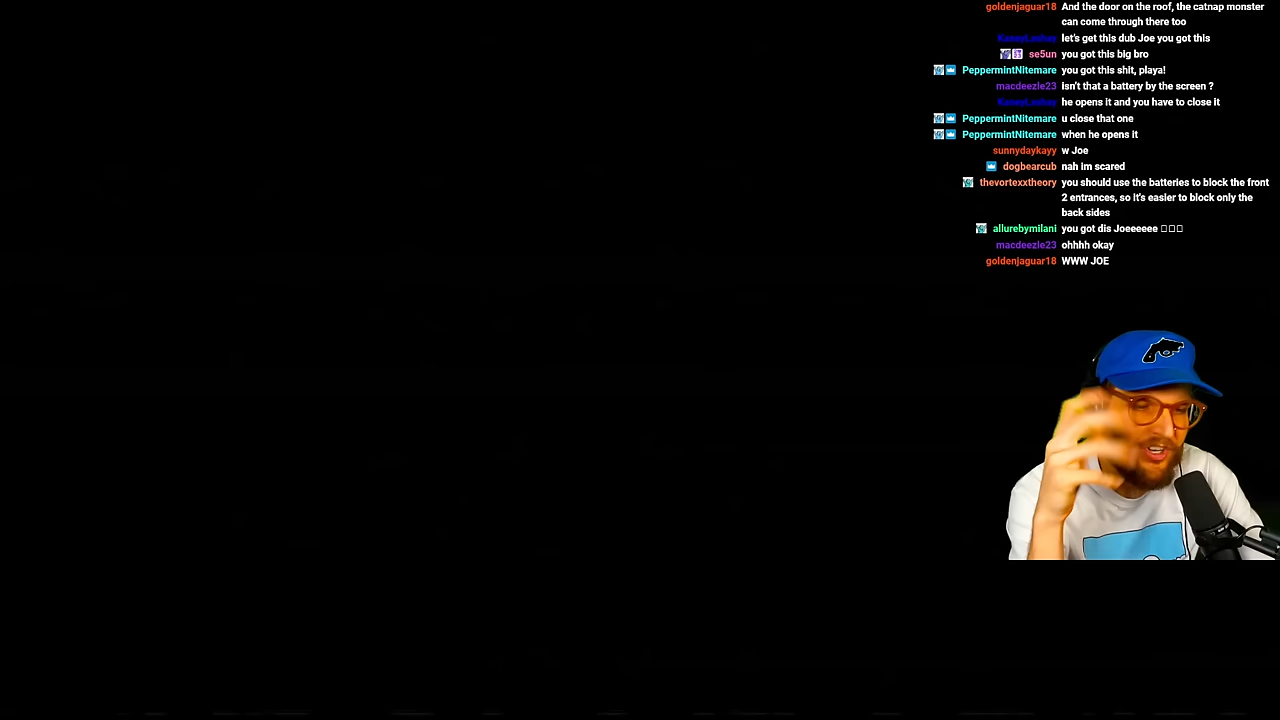 goldenjaguar18 And the door on the roof, the catnap monster
can come through there too
let's get this dub Joe you got this
se5un you got this big bro
PeppermintNitemare you got this shit, playa!
macdeezle23 isn't that a battery by the screen ?
he opens it and you have to close it
PeppermintNitemare u close that one
PeppermintNitemare when he opens it
sunnydaykayy w Joe
dogbearcub nah im scared
thevortexxtheory you should use the batteries to block the front
2 entrances, so it's easier to block only the
back sides
allurebymilani you got dis Joeeeeee □□□
macdeezle23 ohhhh okay
goldenjaguar18 WWW JOE